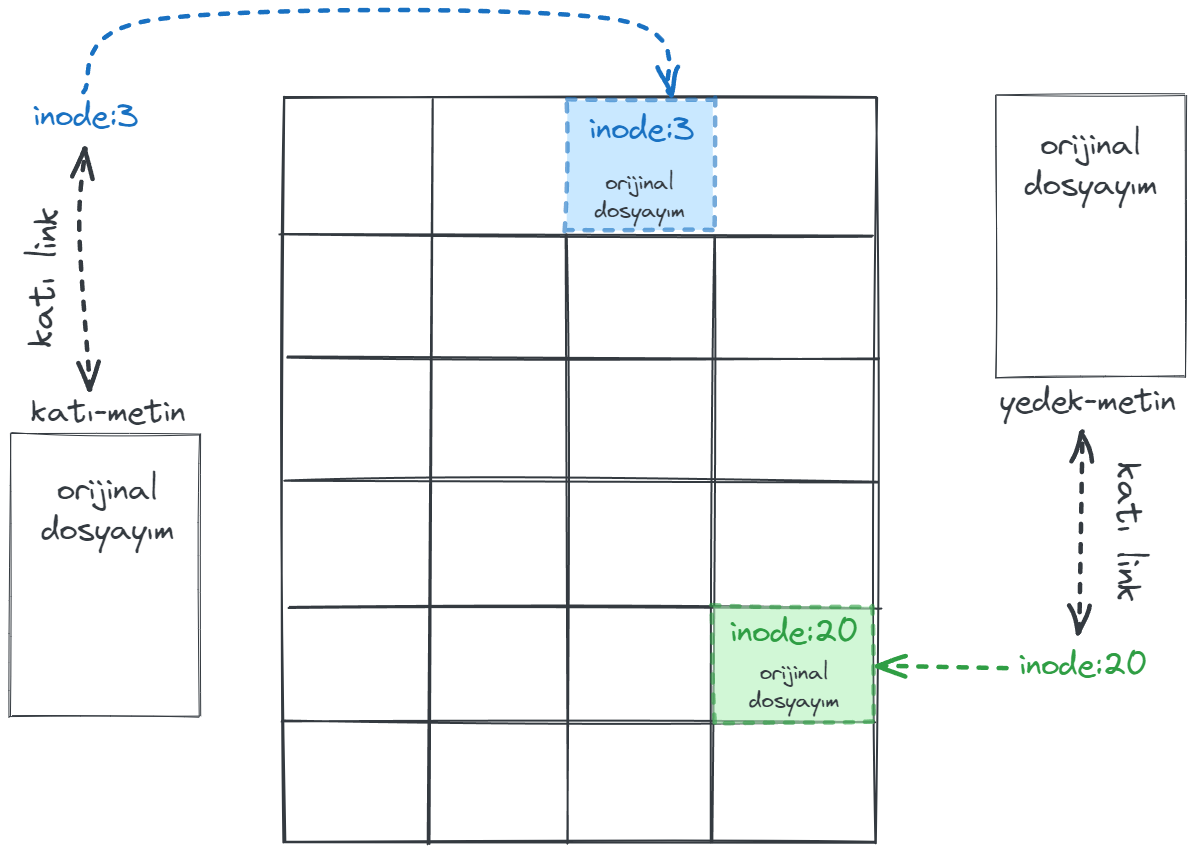 inode:3
katı link
katı-metin
orijinal
dosyayım
inode:3
orijinal
dosyayım
inode:20
orijinal
dosyayım
orijinal
dosyayım
yedek-metin
katı link
inode:20